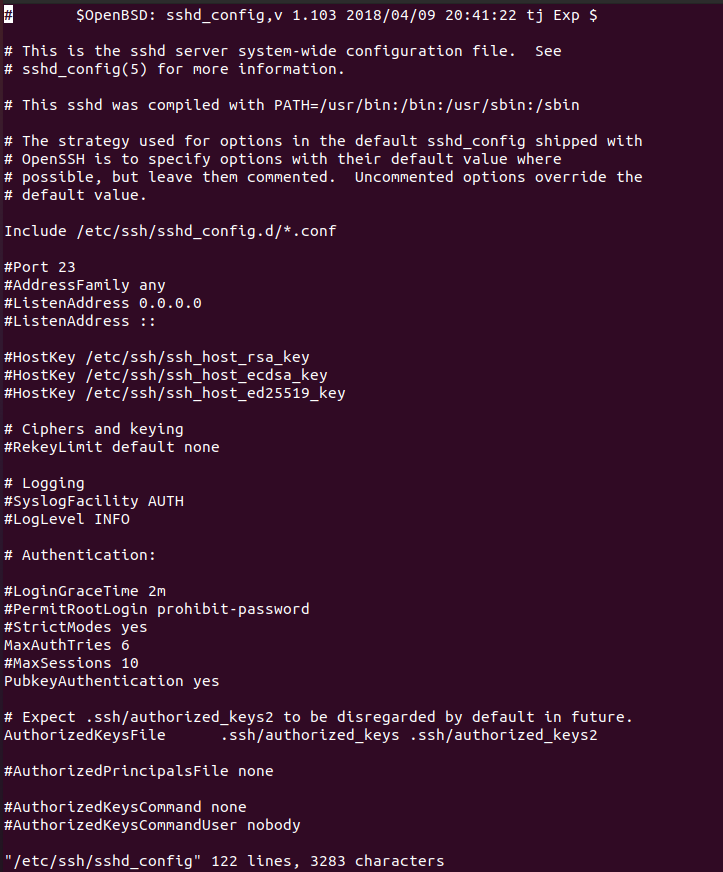 #       $OpenBSD: sshd_config,v 1.103 2018/04/09 20:41:22 tj Exp $
# This is the sshd server system-wide configuration file.  See
# sshd_config(5) for more information.
# This sshd was compiled with PATH=/usr/bin:/bin:/usr/sbin:/sbin
# The strategy used for options in the default sshd_config shipped with
# OpenSSH is to specify options with their default value where
# possible, but leave them commented.  Uncommented options override the
# default value.
Include /etc/ssh/sshd_config.d/*.conf
#Port 23
#AddressFamily any
#ListenAddress 0.0.0.0
#ListenAddress ::
#HostKey /etc/ssh/ssh_host_rsa_key
#HostKey /etc/ssh/ssh_host_ecdsa_key
#HostKey /etc/ssh/ssh_host_ed25519_key
# Ciphers and keying
#RekeyLimit default none
# Logging
#SyslogFacility AUTH
#LogLevel INFO
# Authentication:
#LoginGraceTime 2m
#PermitRootLogin prohibit-password
#StrictModes yes
MaxAuthTries 6
#MaxSessions 10
PubkeyAuthentication yes
# Expect .ssh/authorized_keys2 to be disregarded by default in future.
AuthorizedKeysFile      .ssh/authorized_keys .ssh/authorized_keys2
#AuthorizedPrincipalsFile none
#AuthorizedKeysCommand none
#AuthorizedKeysCommandUser nobody
"/etc/ssh/sshd_config" 122 lines, 3283 characters